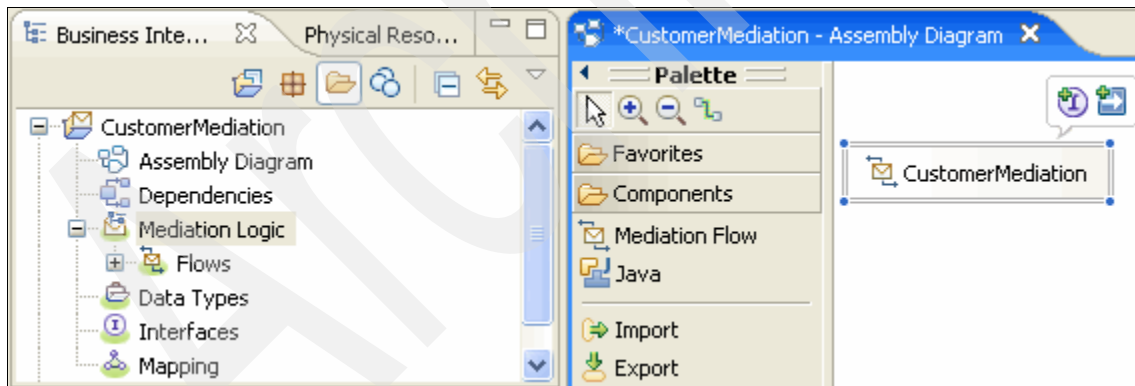 Business Inte...
Physical Reso...
CustomerMediation
Assembly Diagram
Dependencies
Mediation Logic
Flows
Data Types
Interfaces
Mapping
*CustomerMediation - Assembly Diagram
Palette
Favorites
Components
Mediation Flow
Java
Import
Export
CustomerMediation